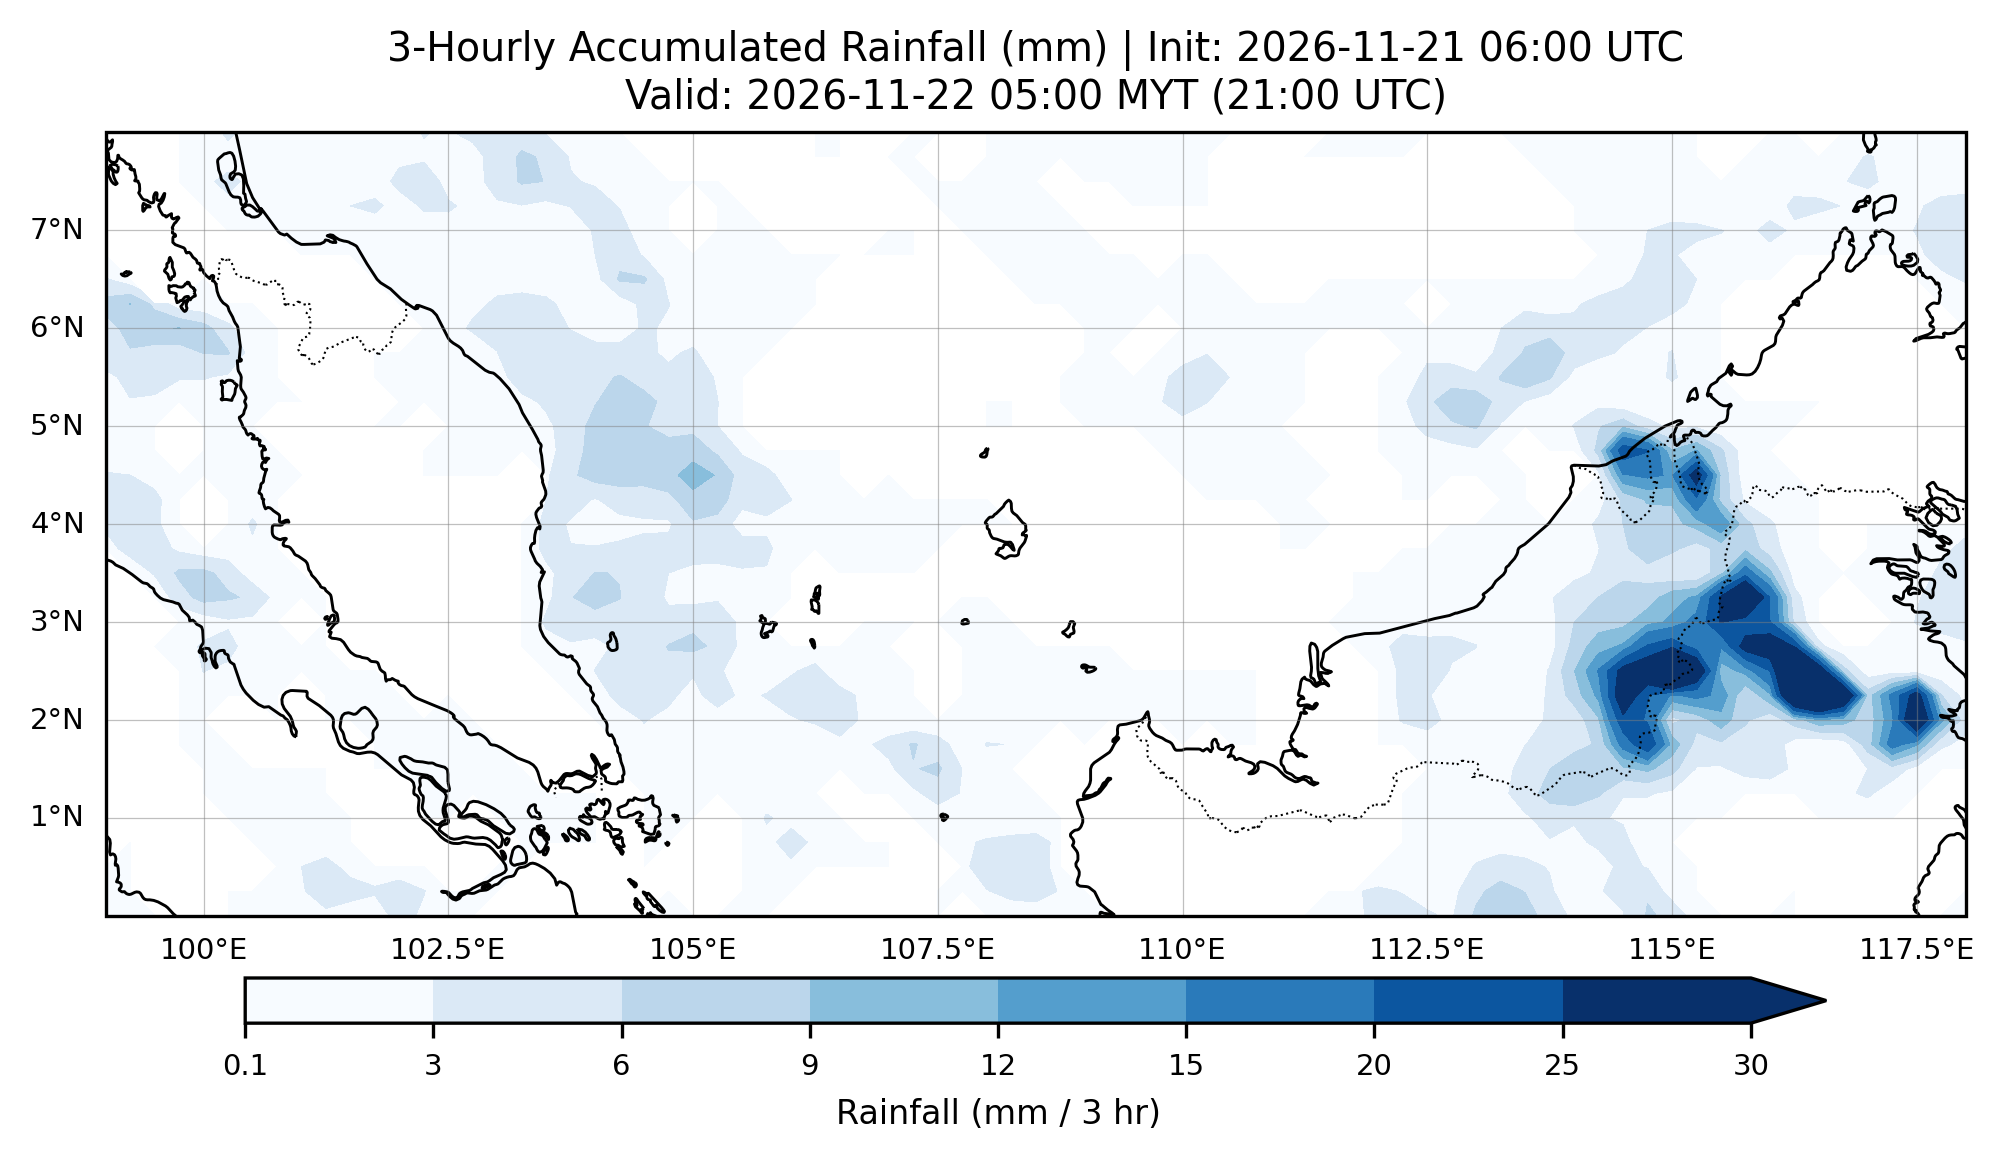 3-Hourly Accumulated Rainfall (mm) | Init: 2026-11-21 06:00 UTC
Valid: 2026-11-22 05:00 MYT (21:00 UTC)
7°N
6°N
5°N
4°N
3°N
2°N
1°N
100°E 102.5°E 105°E 107.5°E 110°E 112.5°E 115°E 117.5°E
0.1 3 6 9 12 15 20 25 30
Rainfall (mm / 3 hr)